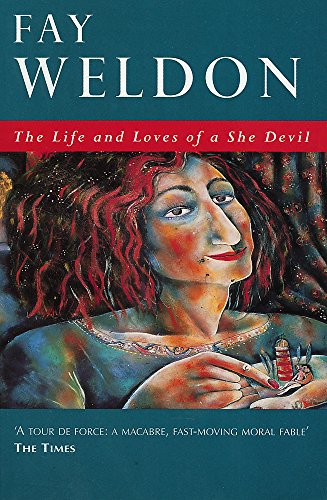 FAY
WELDON
The Life and Loves of a She Devil
‘A TOUR DE FORCE: A MACABRE, FAST-MOVING MORAL FABLE’
THE TIMES